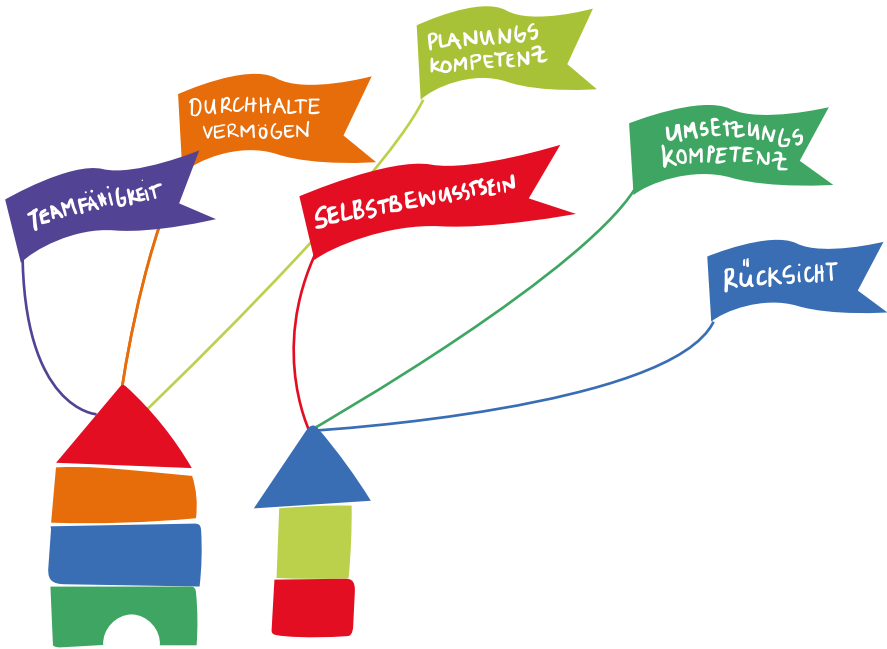 PLANUNGS
KOMPETENZ
DURCHHALTE
VERMÖGEN
UMSETZUNGS
KOMPETENZ
TEAMFÄHIGKEIT
SELBSTBEWUSSTSEIN
RÜCKSICHT